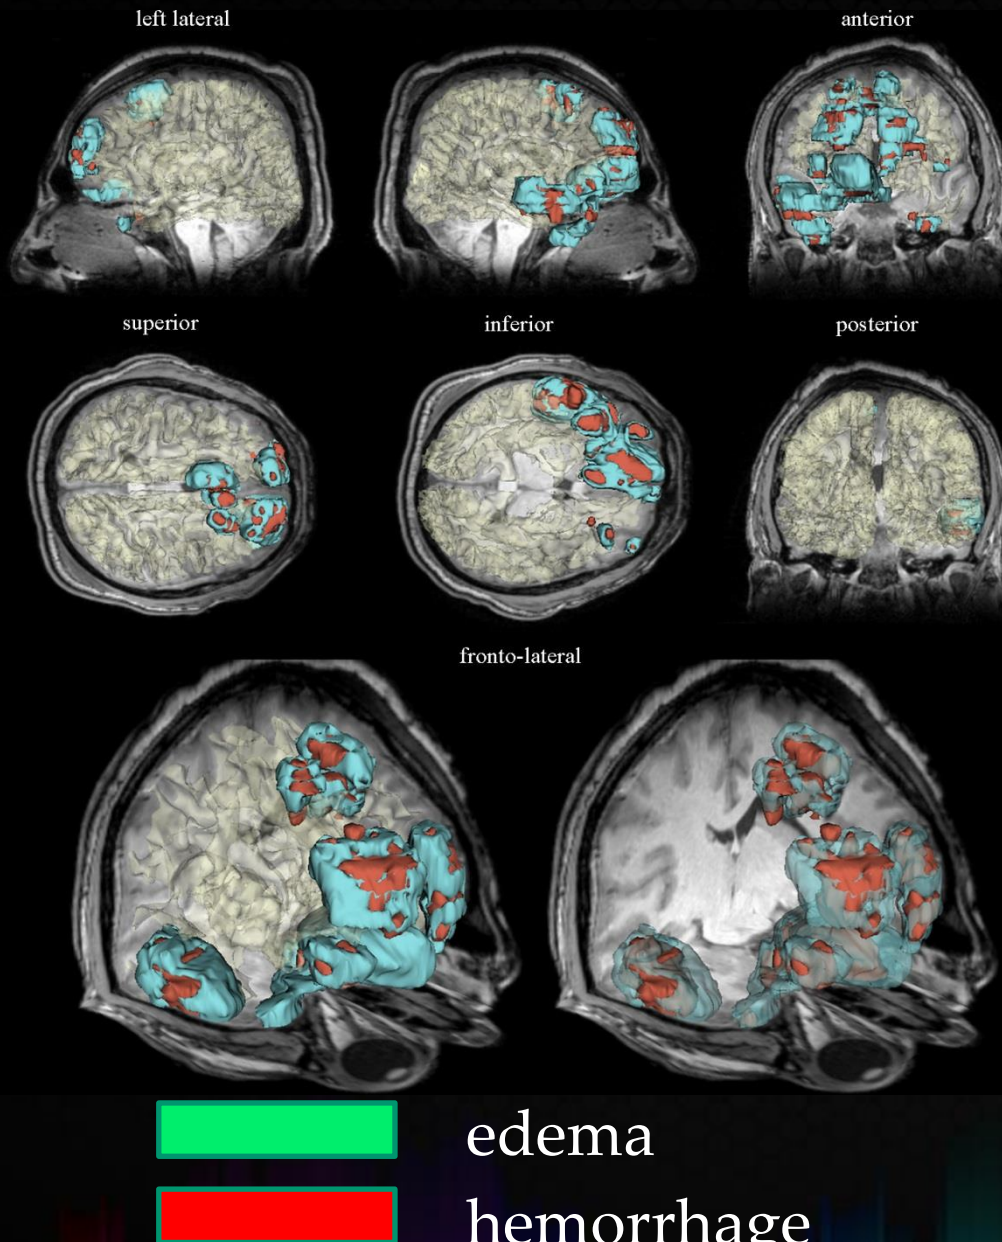 left lateral
anterior
superior
inferior
posterior
fronto-lateral
edema
hemorrhage